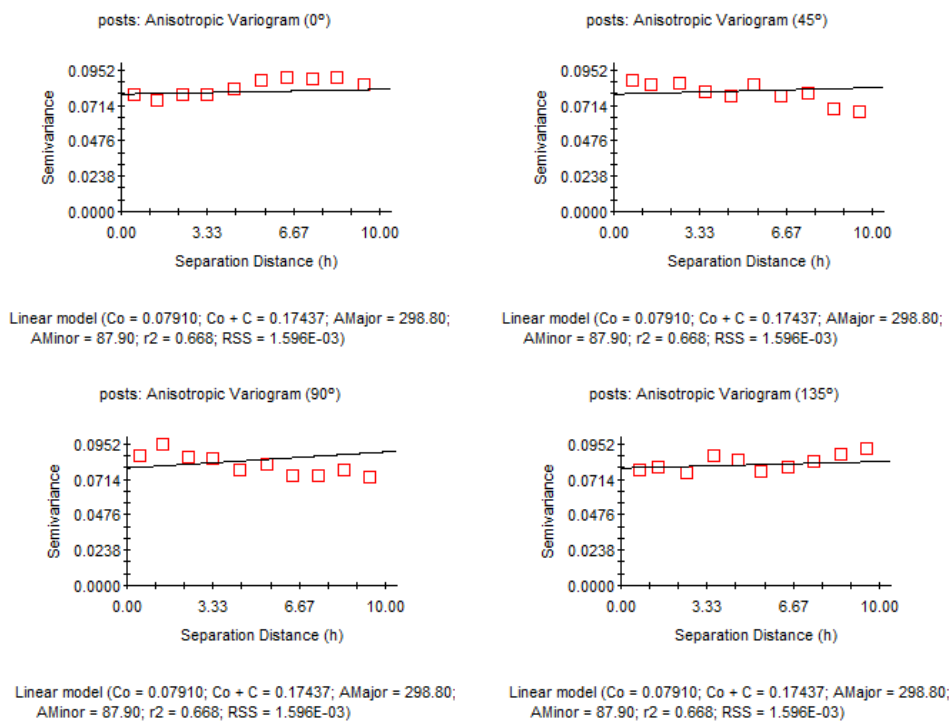 posts: Anisotropic Variogram (0º)
0.0952
0.0714
0.0476
0.0238
0.0000
Semivariance
0.00 3.33 6.67 10.00
Separation Distance (h)
Linear model (Co = 0.07910; Co + C = 0.17437; AMajor = 298.80;
AMinor = 87.90; r2 = 0.668; RSS = 1.596E-03)
posts: Anisotropic Variogram (45º)
0.0952
0.0714
0.0476
0.0238
0.0000
Semivariance
0.00 3.33 6.67 10.00
Separation Distance (h)
Linear model (Co = 0.07910; Co + C = 0.17437; AMajor = 298.80;
AMinor = 87.90; r2 = 0.668; RSS = 1.596E-03)
posts: Anisotropic Variogram (90º)
0.0952
0.0714
0.0476
0.0238
0.0000
Semivariance
0.00 3.33 6.67 10.00
Separation Distance (h)
Linear model (Co = 0.07910; Co + C = 0.17437; AMajor = 298.80;
AMinor = 87.90; r2 = 0.668; RSS = 1.596E-03)
posts: Anisotropic Variogram (135º)
0.0952
0.0714
0.0476
0.0238
0.0000
Semivariance
0.00 3.33 6.67 10.00
Separation Distance (h)
Linear model (Co = 0.07910; Co + C = 0.17437; AMajor = 298.80;
AMinor = 87.90; r2 = 0.668; RSS = 1.596E-03)